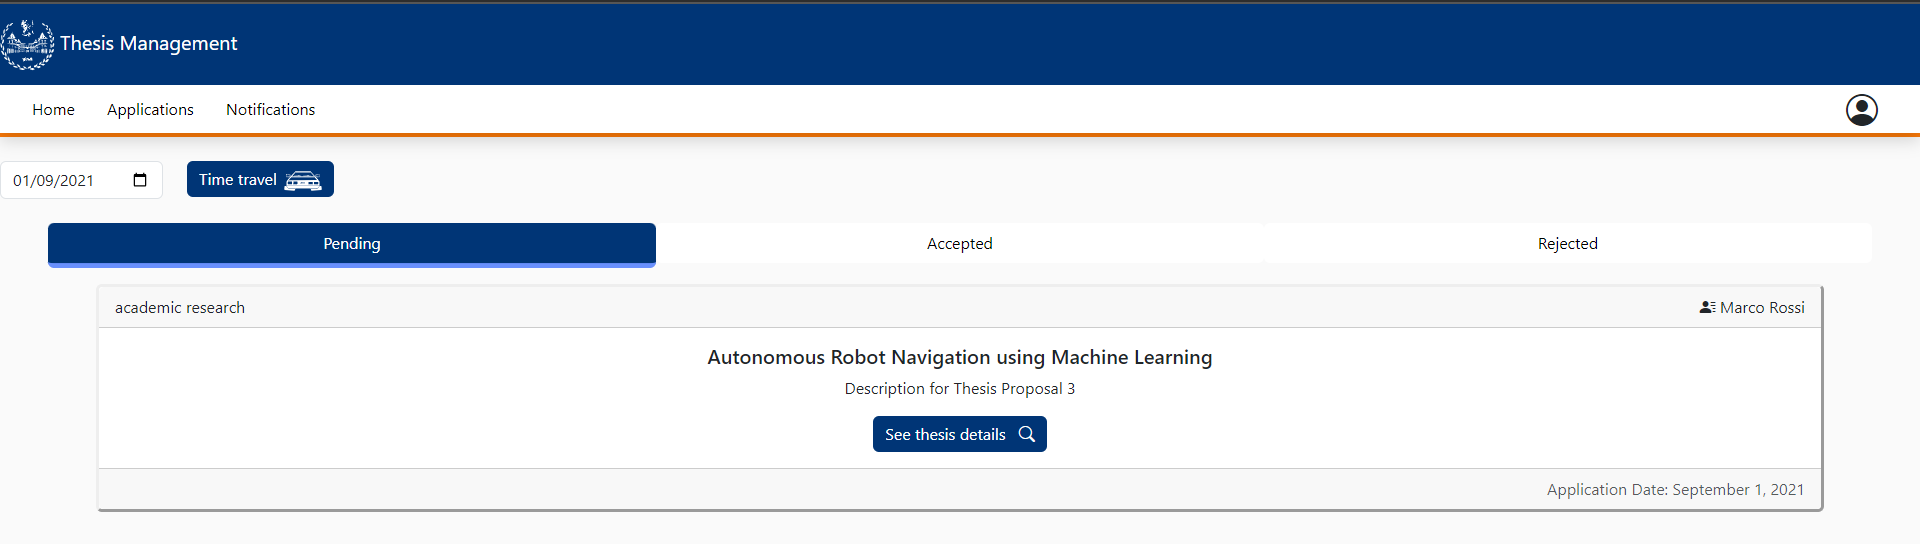 Thesis Management
Home Applications Notifications
01/09/2021 Time travel
Pending Accepted Rejected
academic research Marco Rossi
Autonomous Robot Navigation using Machine Learning
Description for Thesis Proposal 3
See thesis details
Application Date: September 1, 2021